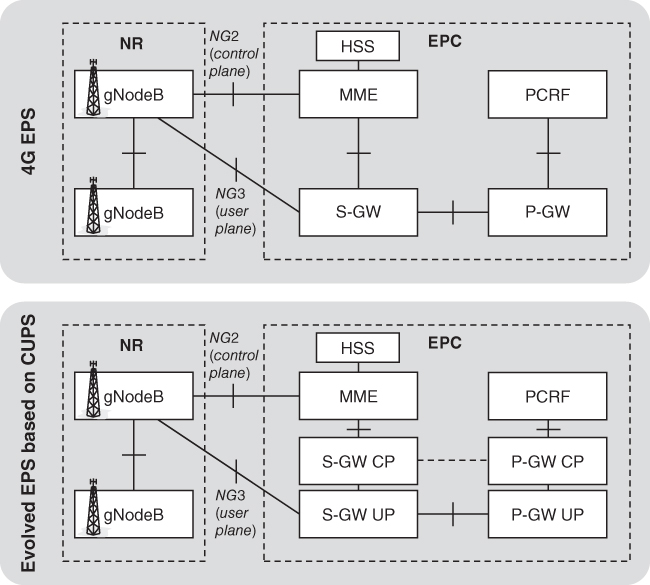 4G EPS
NR
NG2
(control
plane)
EPC
HSS
gNodeB
MME
PCRF
NG3
(user
plane)
gNodeB
S-GW
P-GW
Evolved EPS based on CUPS
NR
NG2
(control
plane)
EPC
HSS
gNodeB
MME
PCRF
S-GW CP
P-GW CP
NG3
(user
plane)
gNodeB
S-GW UP
P-GW UP